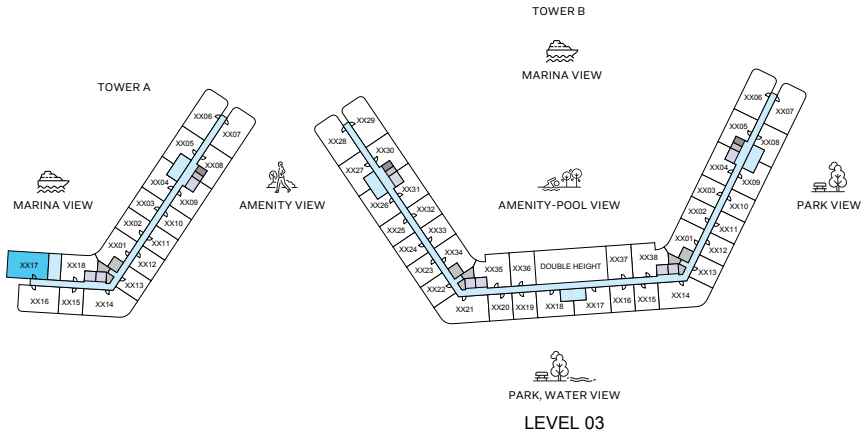 TOWER B
MARINA VIEW
TOWER A
XX06
XX07
XX05
XX08
XX04
XX09
XX03
XX10
XX02
XX11
XX01
XX12
XX13
XX17
XX18
XX16
XX15
XX14
MARINA VIEW
AMENITY VIEW
XX29
XX28
XX30
XX27
XX31
XX26
XX32
XX25
XX33
XX24
XX34
XX23
XX22
XX21
XX35
XX36
DOUBLE HEIGHT
XX37
XX38
XX20
XX19
XX18
XX17
XX16
XX15
XX14
AMENITY-POOL VIEW
XX06
XX07
XX05
XX08
XX04
XX09
XX03
XX10
XX02
XX11
XX01
XX12
XX13
PARK VIEW
PARK, WATER VIEW
LEVEL 03